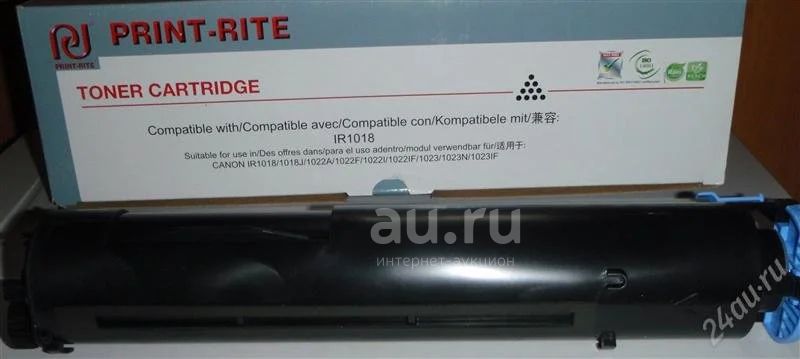 PRINT-RITE
PRINT-RITE
TONER CARTRIDGE
ISO
Compatible with/Compatible avec/Compatible con/Kompatibele mit/兼容:
IR1018
Suitable for use in/Des offres dans/para el uso adentro/modul verwendbar für/适用于:
CANON IR1018/1018J/1022A/1022F/1022I/1022IF/1023/1023N/1023IF
au.ru
интернет-аукцион
24au.ru